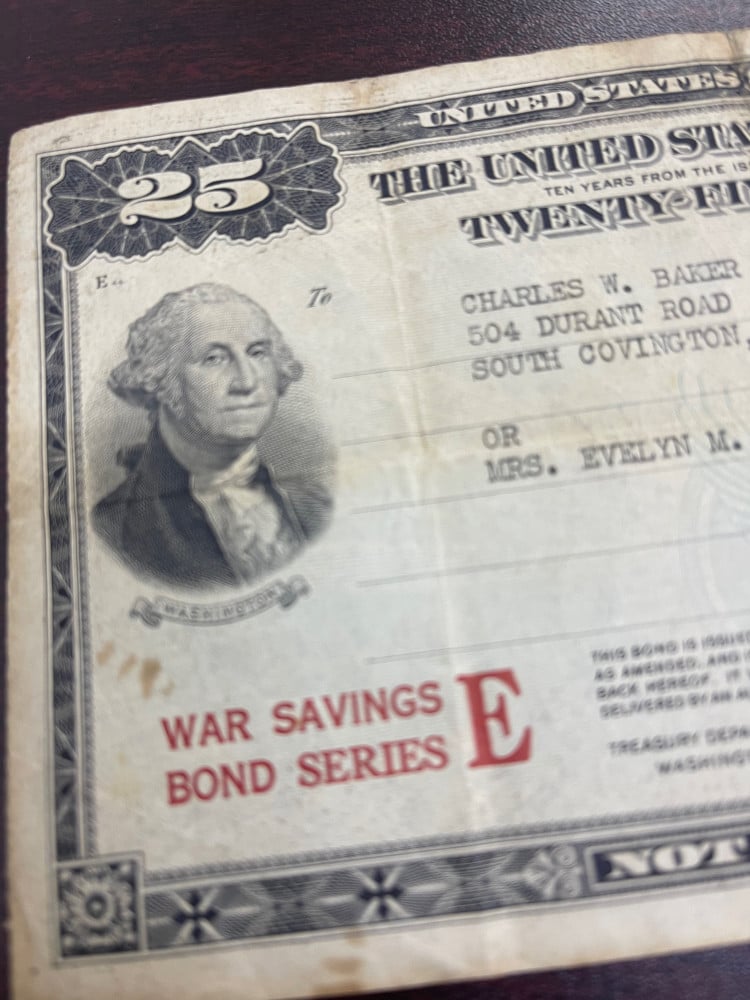 UNITED STATES
25
THE UNITED STA
TEN YEARS FROM THE IS
TWENTY-FI
E
To
CHARLES W. BAKER
504 DURANT ROAD
SOUTH COVINGTON,
OR
MRS. EVELYN M.
WASHINGTON
THIS BOND IS ISSUE
AS AMENDED, AND
BACK HEREOF. IT
DELIVERED BY AN A
WAR SAVINGS
BOND SERIES E
TREASURY DEPA
WASHINGT
NOT